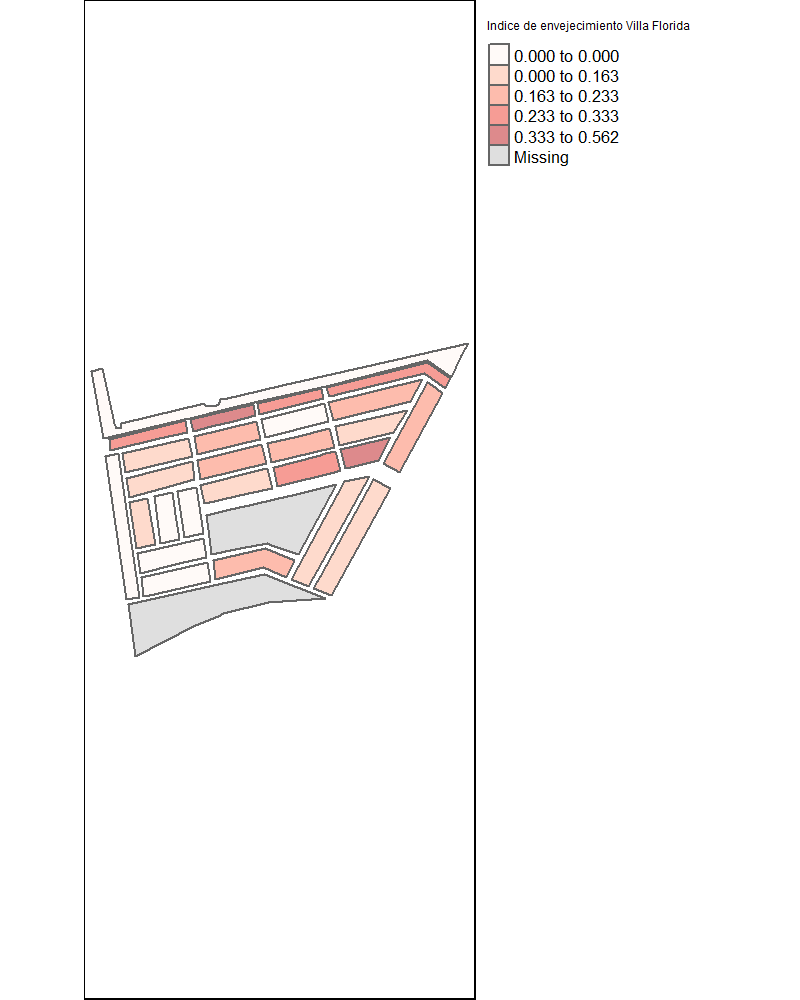 Indice de envejecimiento Villa Florida
0.000 to 0.000
0.000 to 0.163
0.163 to 0.233
0.233 to 0.333
0.333 to 0.562
Missing